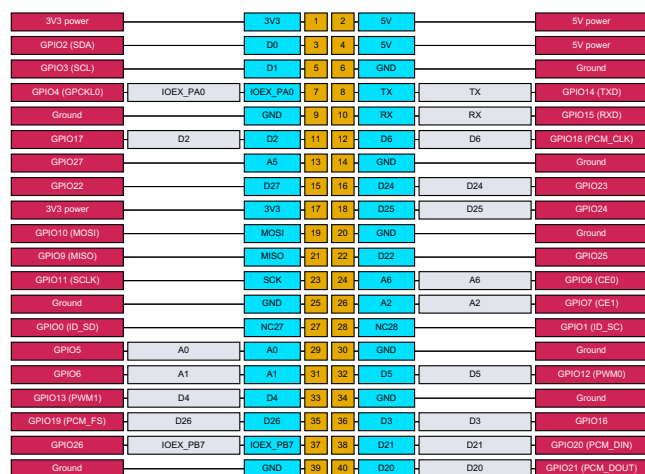 3V3 power 3V3 1 2 5V 5V power
GPIO2 (SDA) D0 3 4 5V 5V power
GPIO3 (SCL) D1 5 6 GND Ground
GPIO4 (GPCKL0) IOEX_PA0 IOEX_PA0 7 8 TX TX GPIO14 (TXD)
Ground GND 9 10 RX RX GPIO15 (RXD)
GPIO17 D2 D2 11 12 D6 D6 GPIO18 (PCM_CLK)
GPIO27 A5 13 14 GND Ground
GPIO22 D27 15 16 D24 D24 GPIO23
3V3 power 3V3 17 18 D25 D25 GPIO24
GPIO10 (MOSI) MOSI 19 20 GND Ground
GPIO9 (MISO) MISO 21 22 D22 GPIO25
GPIO11 (SCLK) SCK 23 24 A6 A6 GPIO8 (CE0)
Ground GND 25 26 A2 A2 GPIO7 (CE1)
GPIO0 (ID_SD) NC27 27 28 NC28 GPIO1 (ID_SC)
GPIO5 A0 A0 29 30 GND Ground
GPIO6 A1 A1 31 32 D5 D5 GPIO12 (PWM0)
GPIO13 (PWM1) D4 D4 33 34 GND Ground
GPIO19 (PCM_FS) D26 D26 35 36 D3 D3 GPIO16
GPIO26 IOEX_PB7 IOEX_PB7 37 38 D21 D21 GPIO20 (PCM_DIN)
Ground GND 39 40 D20 D20 GPIO21 (PCM_DOUT)